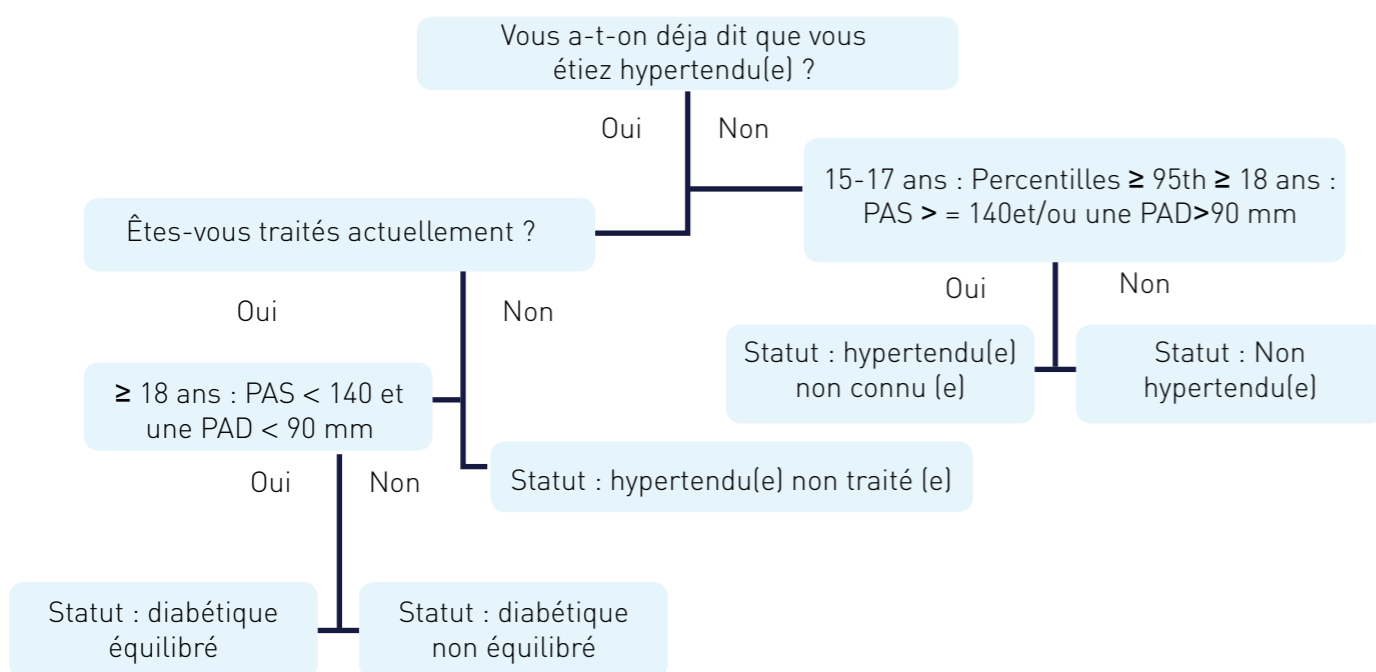 Vous a-t-on déja dit que vous
étiez hypertendu(e) ?
Oui
Non
15-17 ans : Percentilles ≥ 95th ≥ 18 ans :
PAS > = 140et/ou une PAD>90 mm
Êtes-vous traités actuellement ?
Oui
Non
Oui
Non
Statut : hypertendu(e)
non connu (e)
Statut : Non
hypertendu(e)
≥ 18 ans : PAS < 140 et
une PAD < 90 mm
Oui
Non
Statut : hypertendu(e) non traité (e)
Statut : diabétique
équilibré
Statut : diabétique
non équilibré